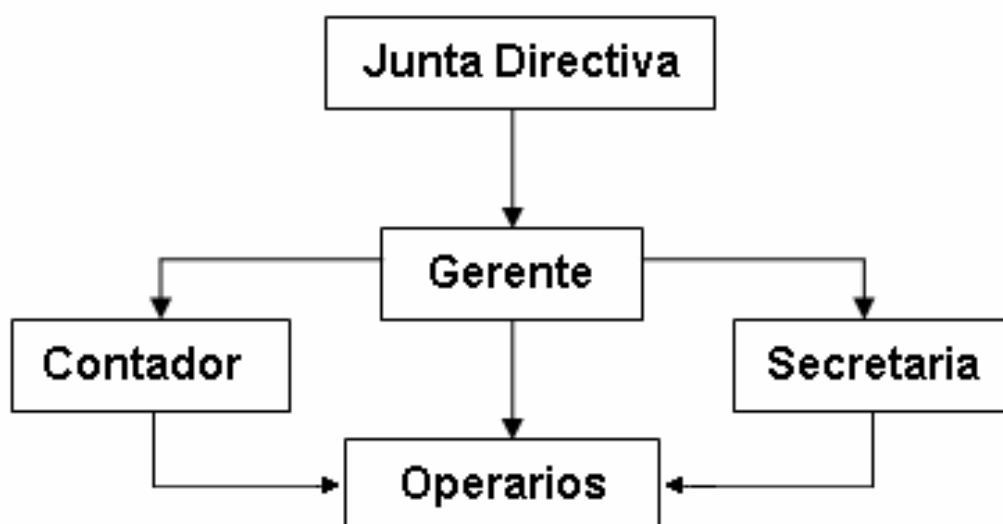 Junta Directiva
Gerente
Contador
Secretaria
Operarios